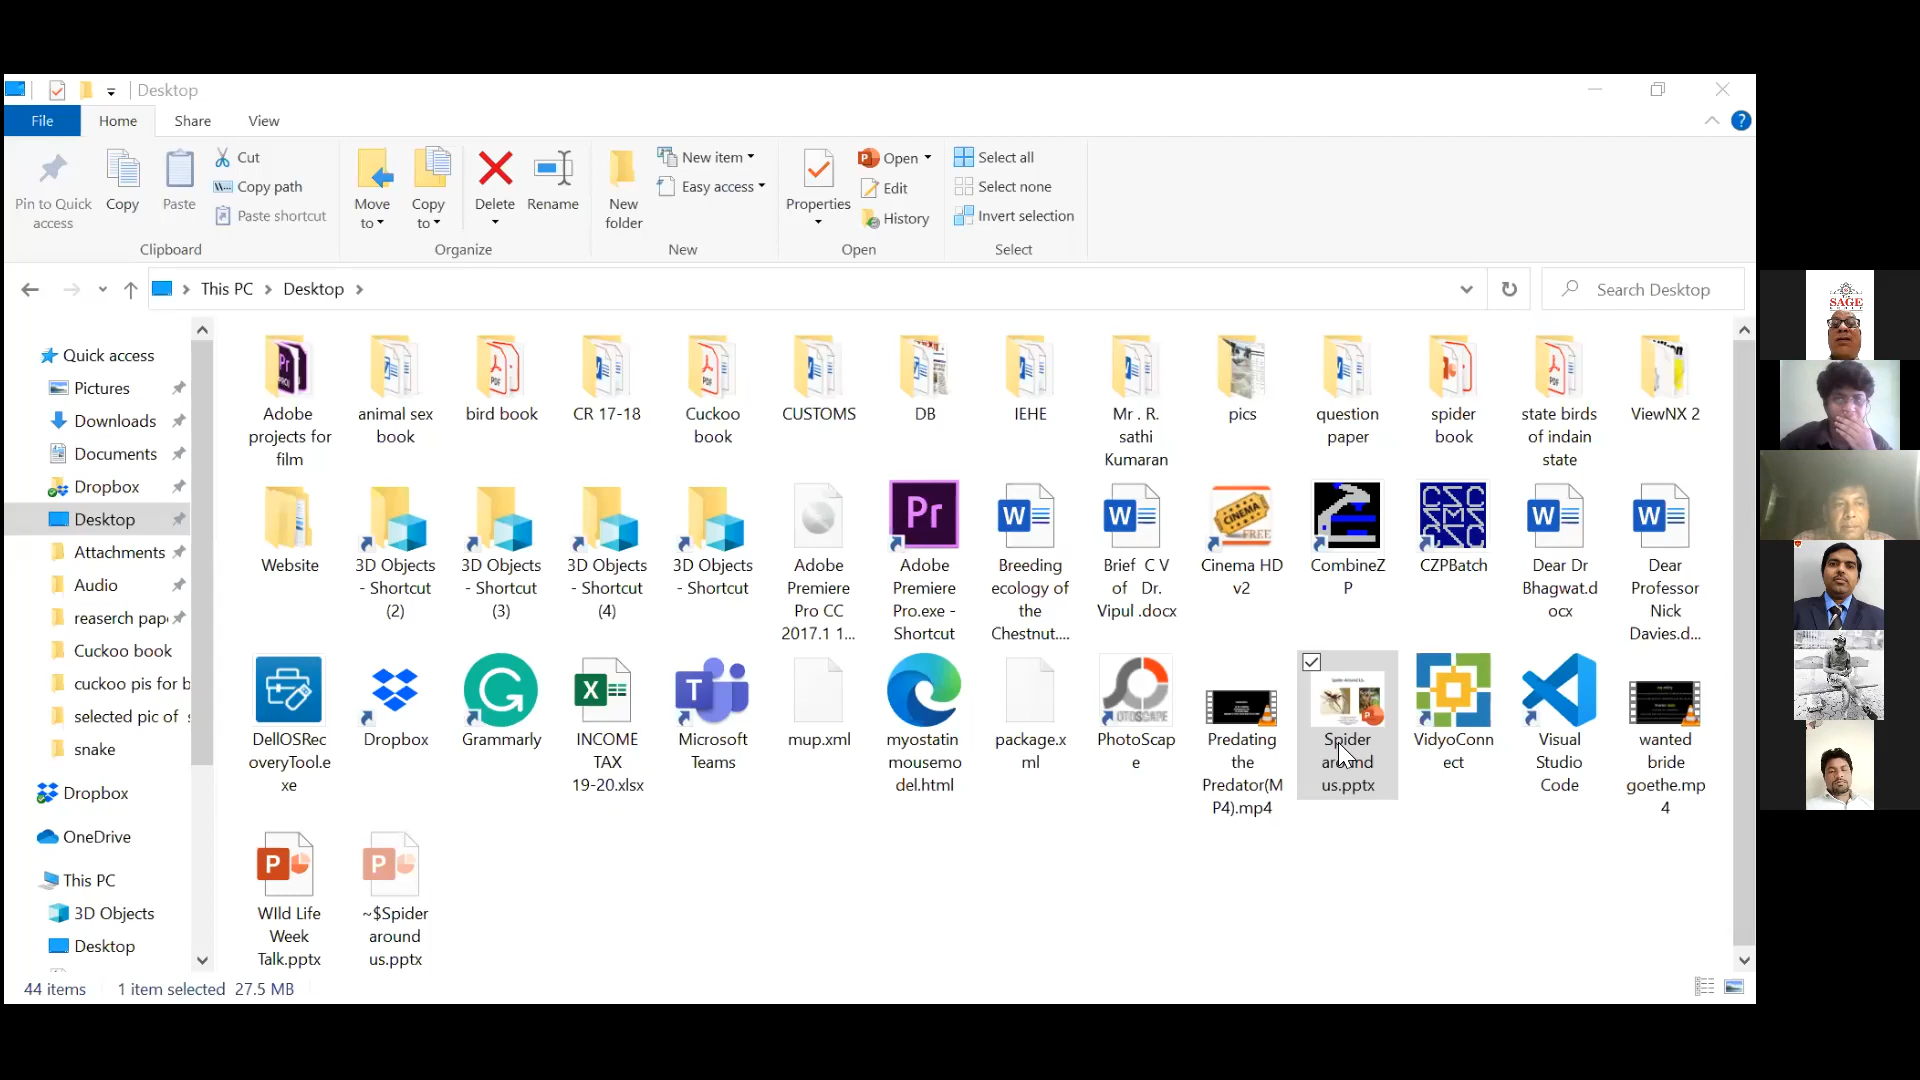 Desktop
File
Home
Share
View
Pin to Quick
access
Copy
Paste
Cut
Copy path
Paste shortcut
Clipboard
Move
to
Copy
to
Delete
Rename
Organize
New
folder
New item
Easy access
New
Properties
Open
Edit
History
Open
Select all
Select none
Invert selection
Select
This PC
Desktop
Search Desktop
Quick access
Pictures
Downloads
Documents
Dropbox
Desktop
Attachments
Audio
reaserch pap
Cuckoo book
cuckoo pis for b
selected pic of s
snake
Dropbox
OneDrive
This PC
3D Objects
Desktop
Adobe
projects for
film
animal sex
book
bird book
CR 17-18
Cuckoo
book
CUSTOMS
DB
IEHE
Mr . R.
sathi
Kumaran
pics
question
paper
spider
book
state birds
of indain
state
ViewNX 2
Website
3D Objects
- Shortcut
(2)
3D Objects
- Shortcut
(3)
3D Objects
- Shortcut
(4)
3D Objects
- Shortcut
Adobe
Premiere
Pro CC
2017.1 1...
Adobe
Premiere
Pro.exe -
Shortcut
Breeding
ecology of
the
Chestnut....
Brief C V
of Dr.
Vipul .docx
CINEMA
FREE
Cinema HD
v2
CombineZ
P
CZPBatch
Dear Dr
Bhagwat.d
ocx
Dear
Professor
Nick
Davies.d...
DellOSRec
overyTool.e
xe
Dropbox
Grammarly
INCOME
TAX
19-20.xlsx
Microsoft
Teams
mup.xml
myostatin
mousemo
del.html
package.x
ml
PhotoScap
e
Predating
the
Predator(M
P4).mp4
Spider
around
us.pptx
VidyoConn
ect
Visual
Studio
Code
wanted
bride
goethe.mp
4
WIld Life
Week
Talk.pptx
~$Spider
around
us.pptx
44 items
1 item selected 27.5 MB
SAGE